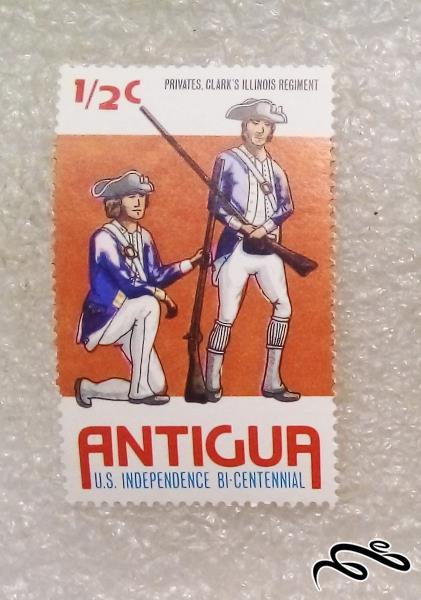 1/2c
PRIVATES, CLARK'S ILLINOIS REGIMENT
ANTIGUA
U.S. INDEPENDENCE BI-CENTENNIAL